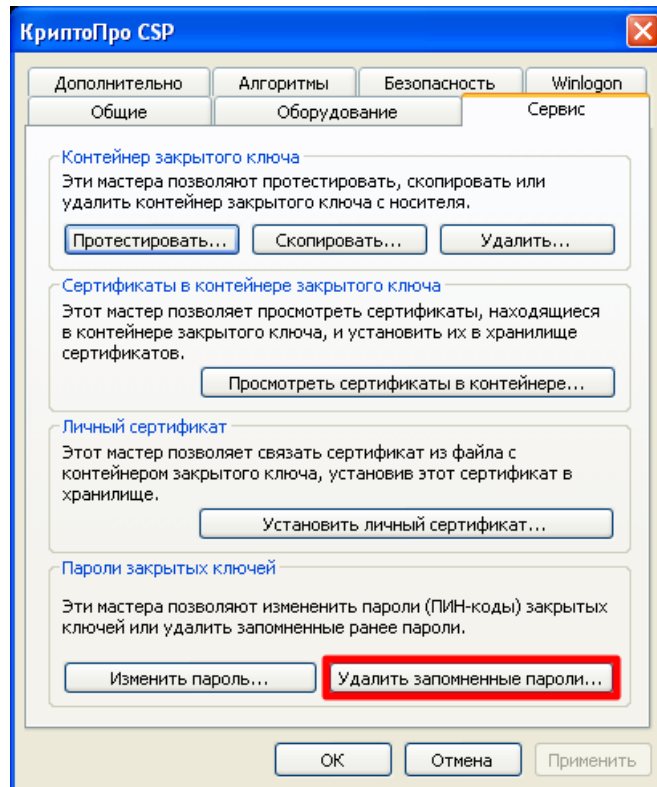 КриптоПро CSP
Дополнительно Алгоритмы Безопасность Winlogon
Общие Оборудование Сервис
Контейнер закрытого ключа
Эти мастера позволяют протестировать, скопировать или
удалить контейнер закрытого ключа с носителя.
Протестировать... Скопировать... Удалить...
Сертификаты в контейнере закрытого ключа
Этот мастер позволяет просмотреть сертификаты, находящиеся
в контейнере закрытого ключа, и установить их в хранилище
сертификатов.
Просмотреть сертификаты в контейнере...
Личный сертификат
Этот мастер позволяет связать сертификат из файла с
контейнером закрытого ключа, установив этот сертификат в
хранилище.
Установить личный сертификат...
Пароли закрытых ключей
Эти мастера позволяют измененить пароли (ПИН-коды) закрытых
ключей или удалить запомненные ранее пароли.
Изменить пароль... Удалить запомненные пароли...
ОК Отмена Применить